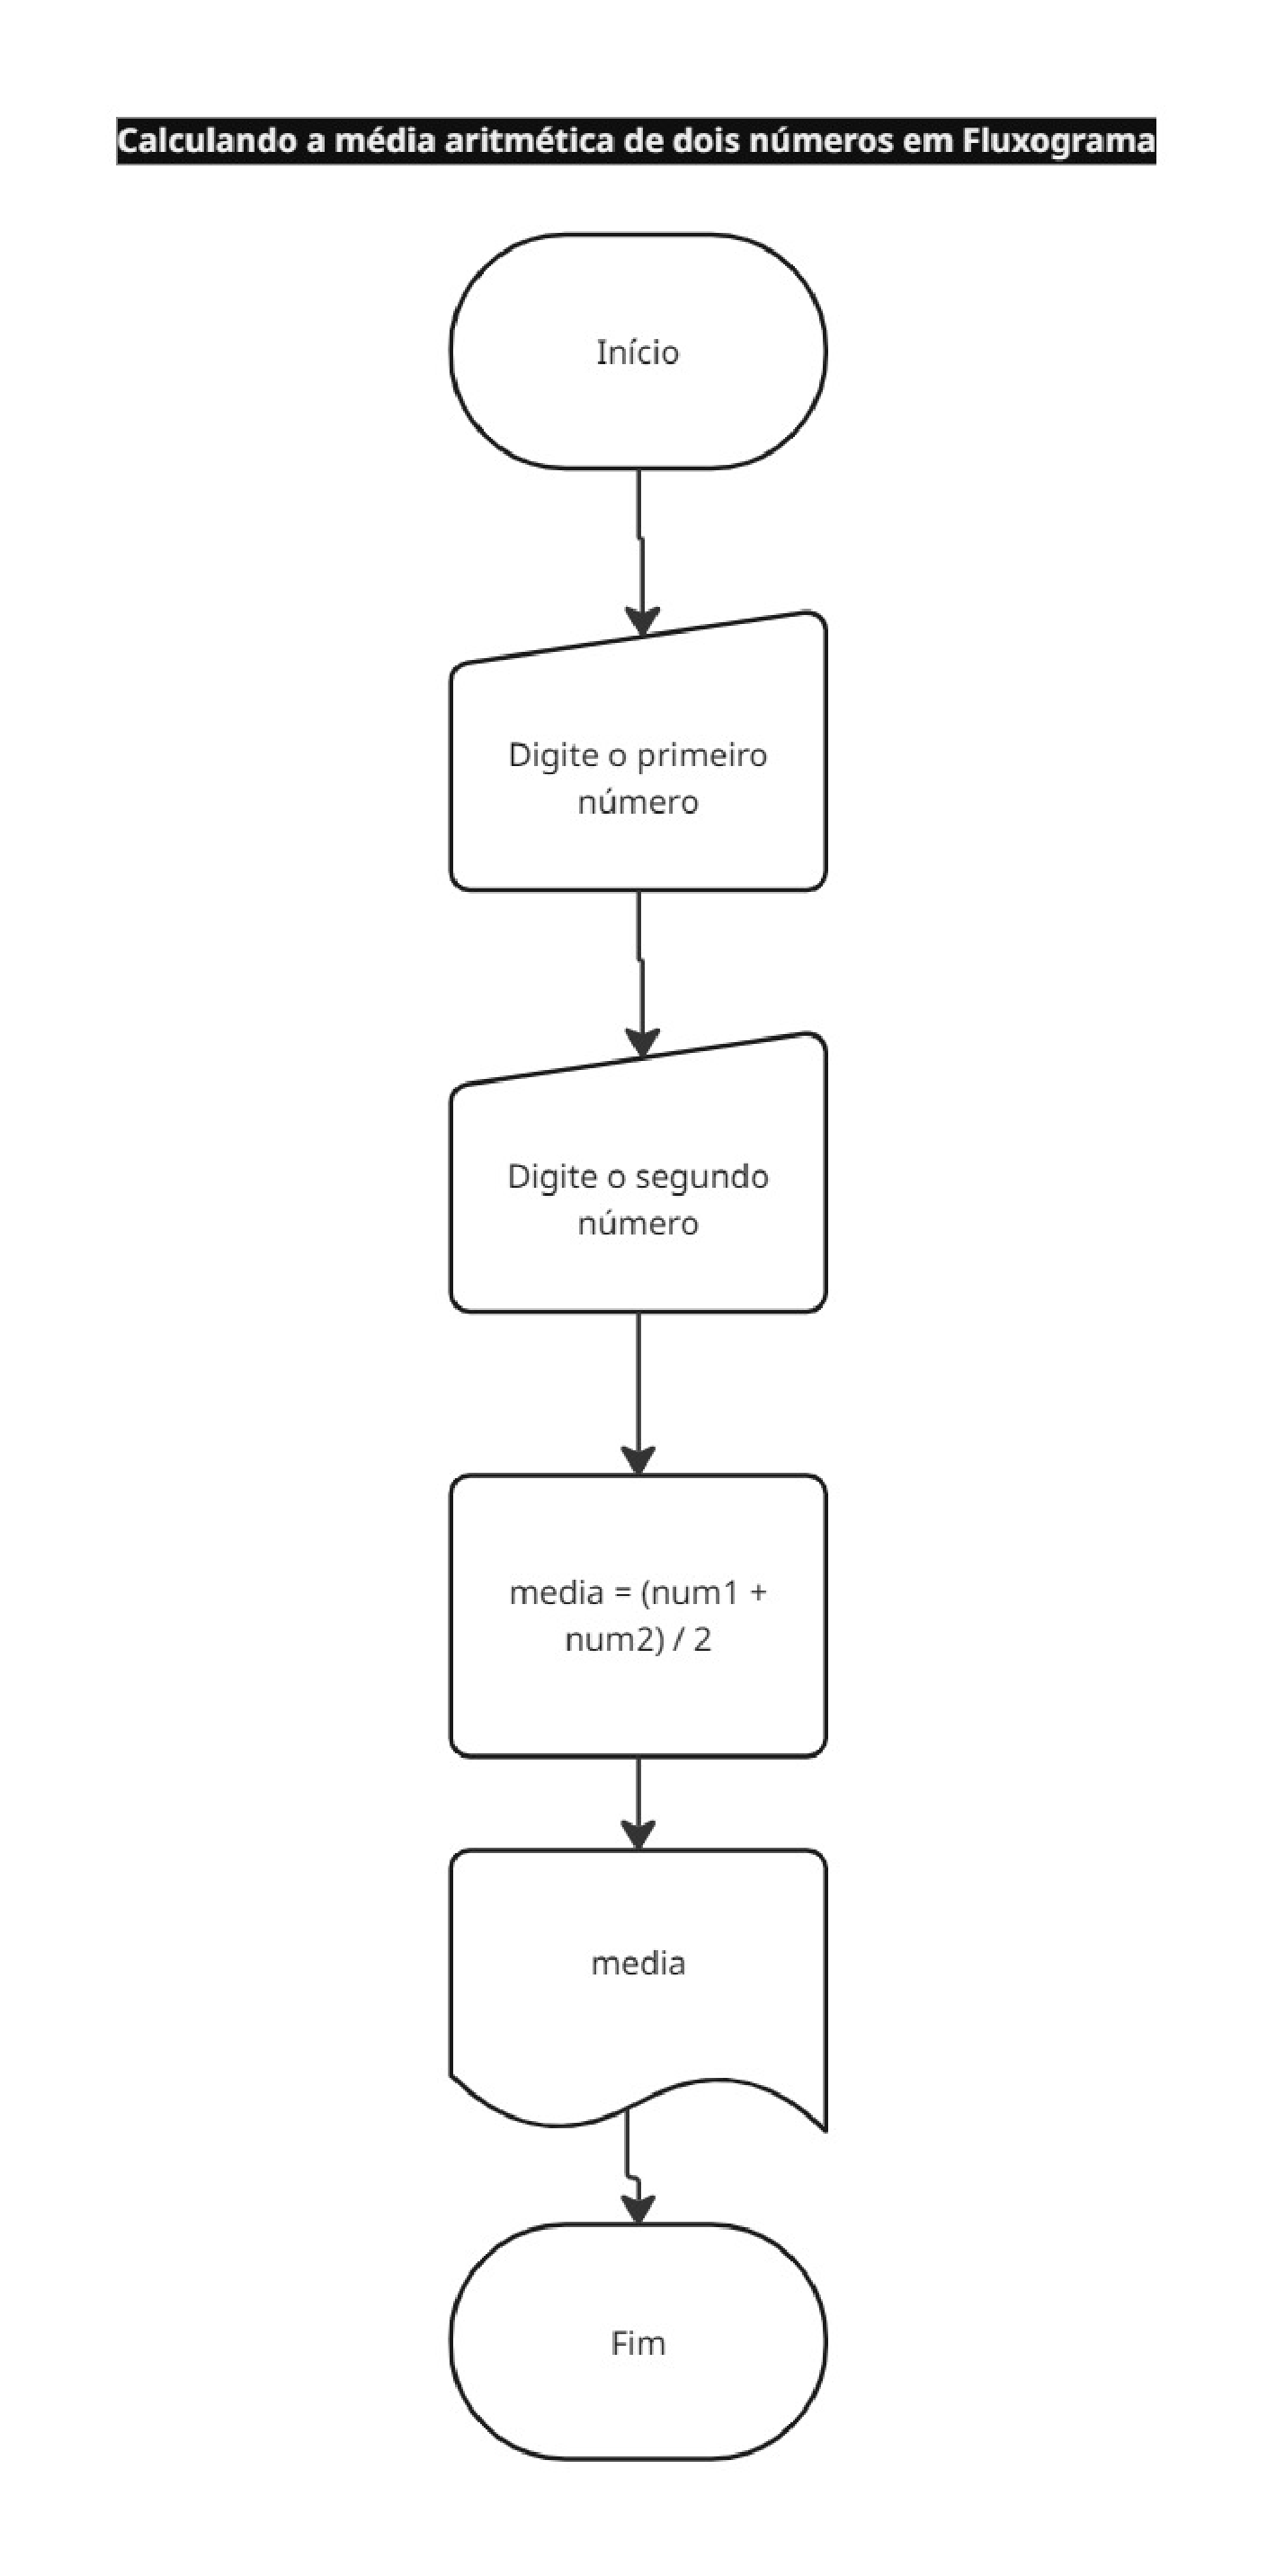 Calculando a média aritmética de dois números em Fluxograma
Início
Digite o primeiro
número
Digite o segundo
número
media = (num1 +
num2) / 2
media
Fim